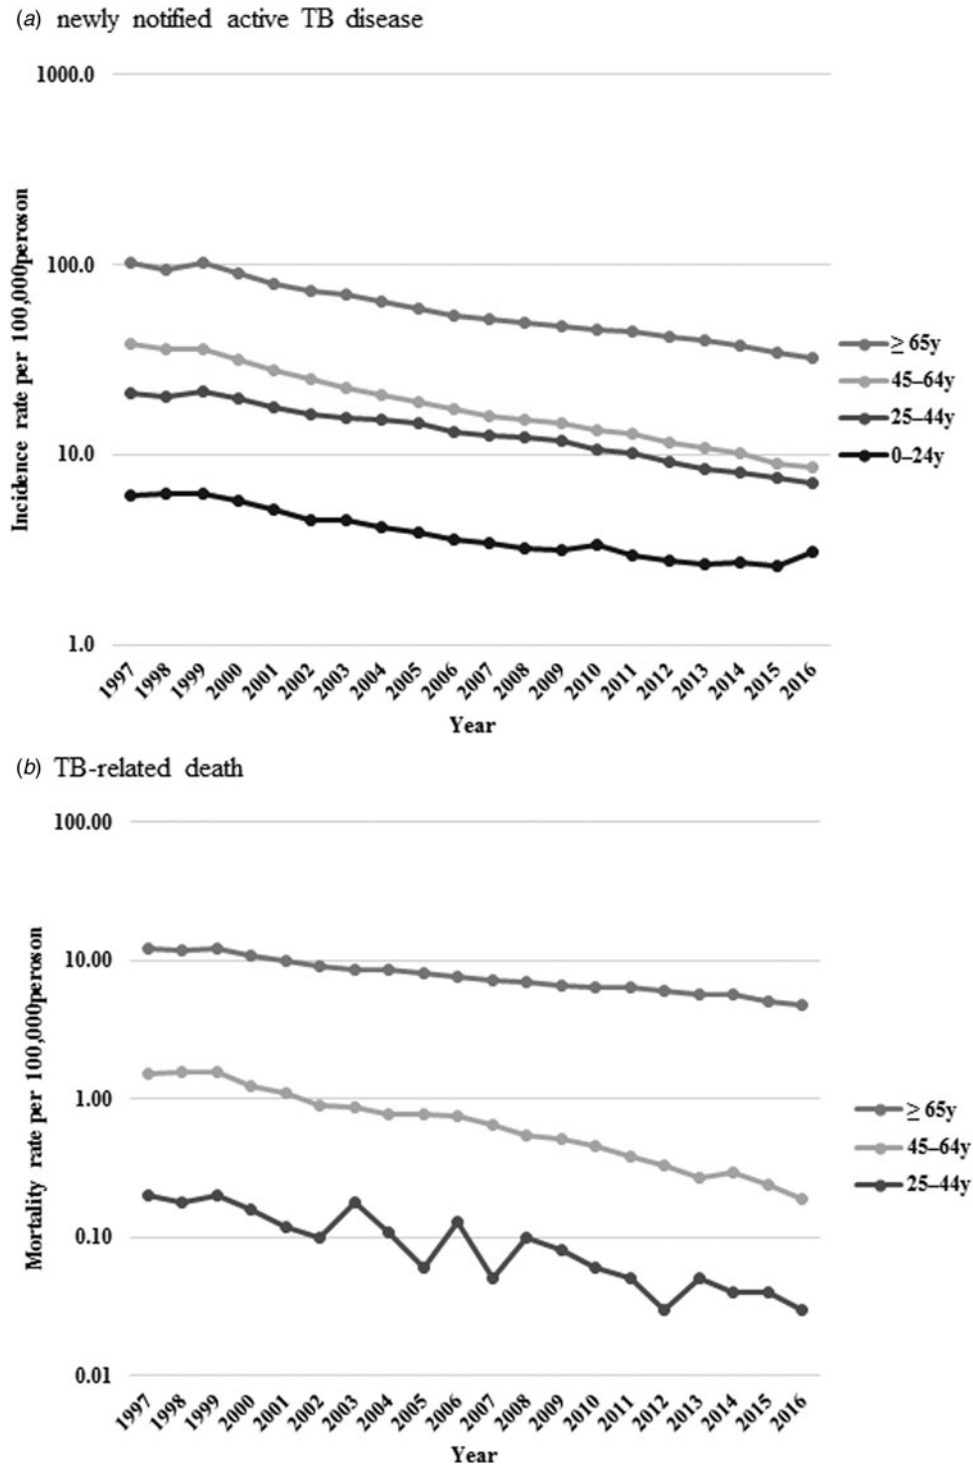 (a) newly notified active TB disease
1000.0
100.0
10.0
1.0
Incidence rate per 100,000peroson
≥ 65y
45–64y
25–44y
0–24y
1997 1998 1999 2000 2001 2002 2003 2004 2005 2006 2007 2008 2009 2010 2011 2012 2013 2014 2015 2016
Year
(b) TB-related death
100.00
10.00
1.00
0.10
0.01
Mortality rate per 100,000peroson
≥ 65y
45–64y
25–44y
1997 1998 1999 2000 2001 2002 2003 2004 2005 2006 2007 2008 2009 2010 2011 2012 2013 2014 2015 2016
Year